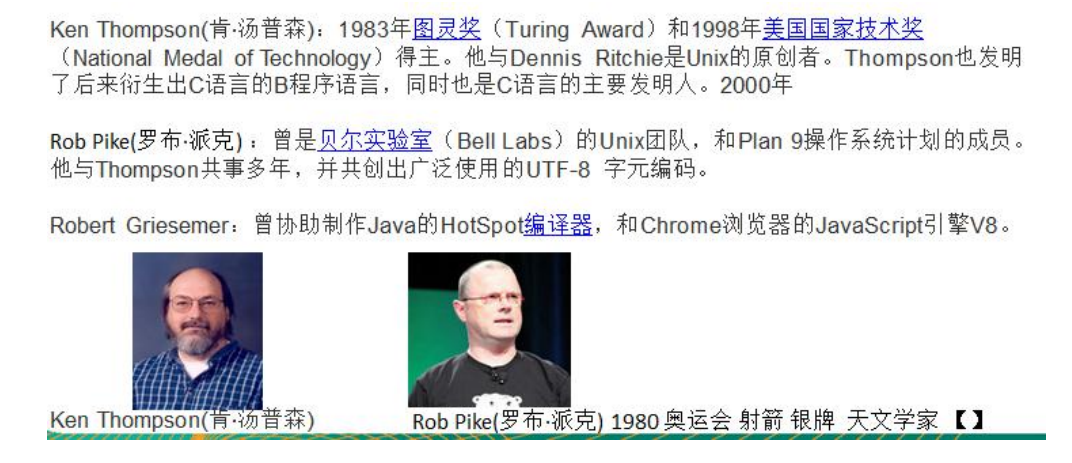 Ken Thompson(肯·汤普森)：1983年图灵奖（Turing Award）和1998年美国国家技术奖
（National Medal of Technology）得主。他与Dennis Ritchie是Unix的原创者。Thompson也发明
了后来衍生出C语言的B程序语言，同时也是C语言的主要发明人。2000年
Rob Pike(罗布·派克)：曾是贝尔实验室（Bell Labs）的Unix团队，和Plan 9操作系统计划的成员。
他与Thompson共事多年，并共创出广泛使用的UTF-8 字元编码。
Robert Griesemer：曾协助制作Java的HotSpot编译器，和Chrome浏览器的JavaScript引擎V8。
Ken Thompson(肯·汤普森)
Rob Pike(罗布·派克) 1980 奥运会 射箭 银牌 天文学家 【】